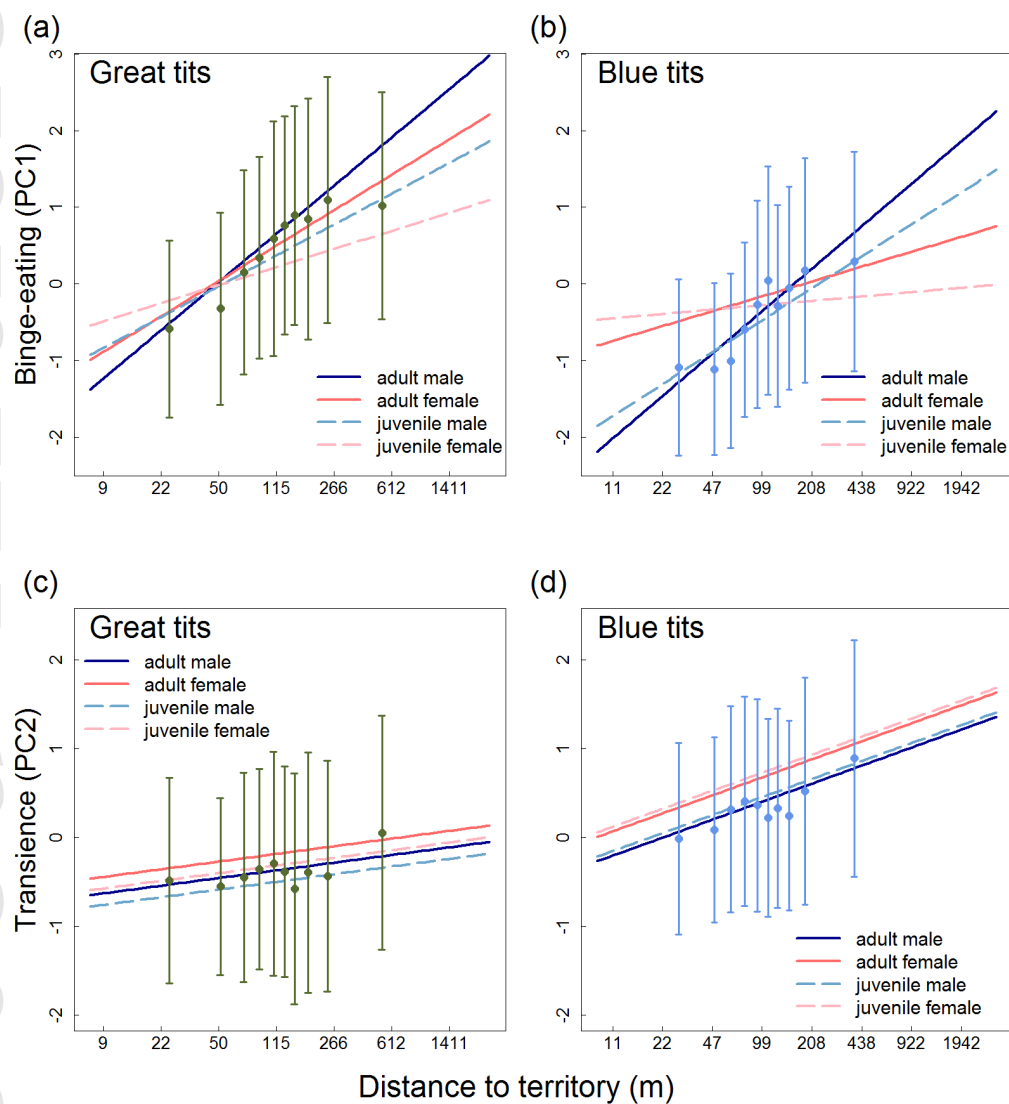 (a)
Great tits
Binge-eating (PC1)
3
2
1
0
-1
-2
adult male
adult female
juvenile male
juvenile female
9 22 50 115 266 612 1411
(b)
Blue tits
2
1
0
-1
-2
adult male
adult female
juvenile male
juvenile female
11 22 47 99 208 438 922 1942
(c)
Great tits
Transience (PC2)
adult male
adult female
juvenile male
juvenile female
2
1
0
-1
-2
9 22 50 115 266 612 1411
(d)
Blue tits
2
1
0
-1
-2
adult male
adult female
juvenile male
juvenile female
11 22 47 99 208 438 922 1942
Distance to territory (m)